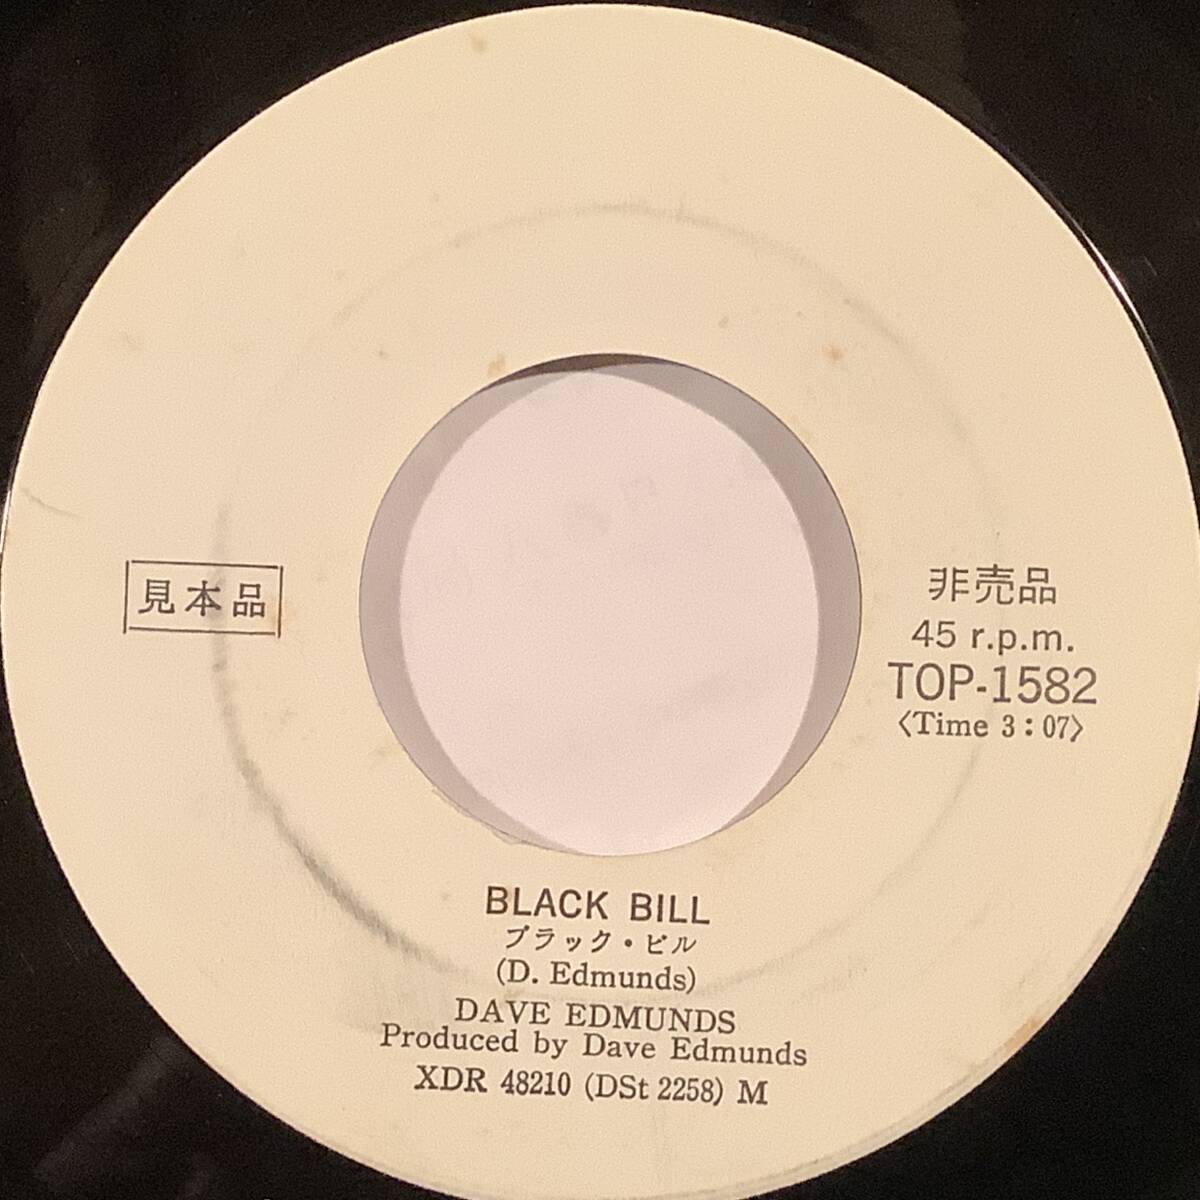 見本品
非売品
45 r.p.m.
TOP-1582
〈Time 3:07〉
BLACK BILL
ブラック・ビル
(D. Edmunds)
DAVE EDMUNDS
Produced by Dave Edmunds
XDR 48210 (DSt 2258) M